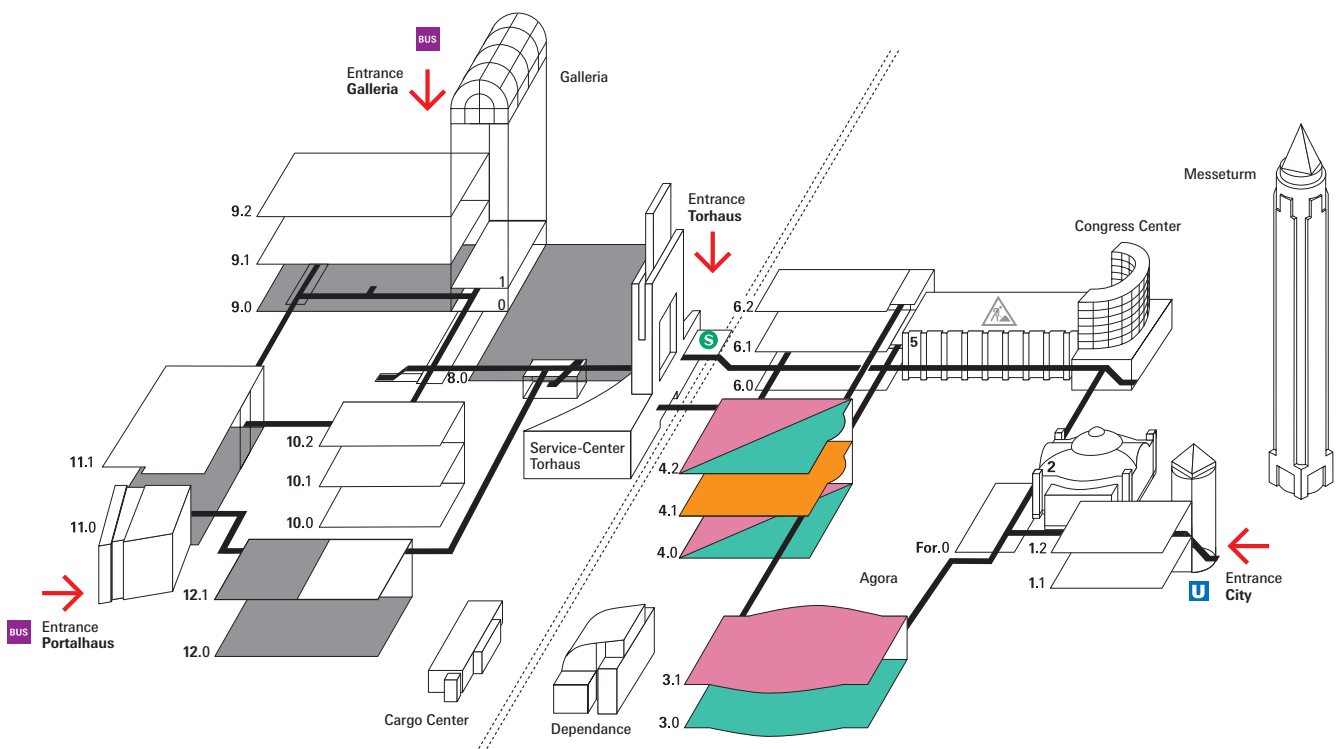 BUS
Entrance
Galleria
Galleria
9.2
9.1
9.0
1
0
8.0
Entrance
Torhaus
S
Messeturm
Congress Center
6.2
6.1
6.0
5
11.1
11.0
10.2
10.1
10.0
Service-Center
Torhaus
4.2
4.1
4.0
2
For.0
1.2
1.1
U
Entrance
City
Agora
12.1
12.0
BUS
Entrance
Portalhaus
Cargo Center
Dependance
3.1
3.0